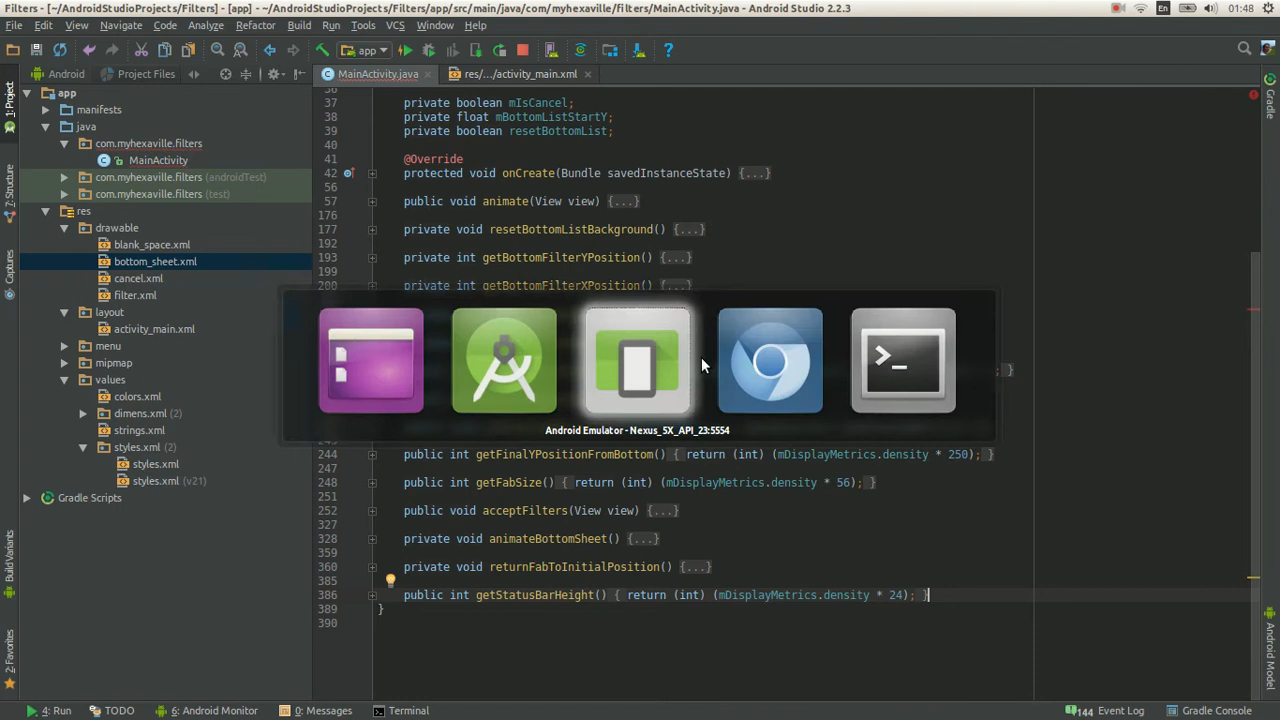 Filters - [~/AndroidStudioProjects/Filters] - [app] - ~/AndroidStudioProjects/Filters/app/src/main/java/com/myhexaville/filters/MainActivity.java - Android Studio 2.2.3
En
01:48
File Edit View Navigate Code Analyze Refactor Build Run Tools VCS Window Help
app
Android
Project Files
MainActivity.java
res/.../activity_main.xml
1: Project
7: Structure
Captures
Build Variants
2: Favorites
app
manifests
java
com.myhexaville.filters
MainActivity
com.myhexaville.filters (androidTest)
com.myhexaville.filters (test)
res
drawable
blank_space.xml
bottom_sheet.xml
cancel.xml
filter.xml
layout
activity_main.xml
menu
mipmap
values
colors.xml
dimens.xml (2)
strings.xml
styles.xml (2)
styles.xml
styles.xml (v21)
Gradle Scripts
36
37 private boolean mIsCancel;
38 private float mBottomListStartY;
39 private boolean resetBottomList;
40
41 @Override
42 protected void onCreate(Bundle savedInstanceState) {...}
56
57 public void animate(View view) {...}
176
177 private void resetBottomListBackground() {...}
192
193 private int getBottomFilterYPosition() {...}
199
200 private int getBottomFilterXPosition() {...}
; }
Android Emulator - Nexus_5X_API_23:5554
243
244 public int getFinalYPositionFromBottom() { return (int) (mDisplayMetrics.density * 250); }
247
248 public int getFabSize() { return (int) (mDisplayMetrics.density * 56); }
251
252 public void acceptFilters(View view) {...}
327
328 private void animateBottomSheet() {...}
359
360 private void returnFabToInitialPosition() {...}
385
386 public int getStatusBarHeight() { return (int) (mDisplayMetrics.density * 24); }
389 }
390
Gradle
Android Model
4: Run
TODO
6: Android Monitor
0: Messages
Terminal
144 Event Log
Gradle Console